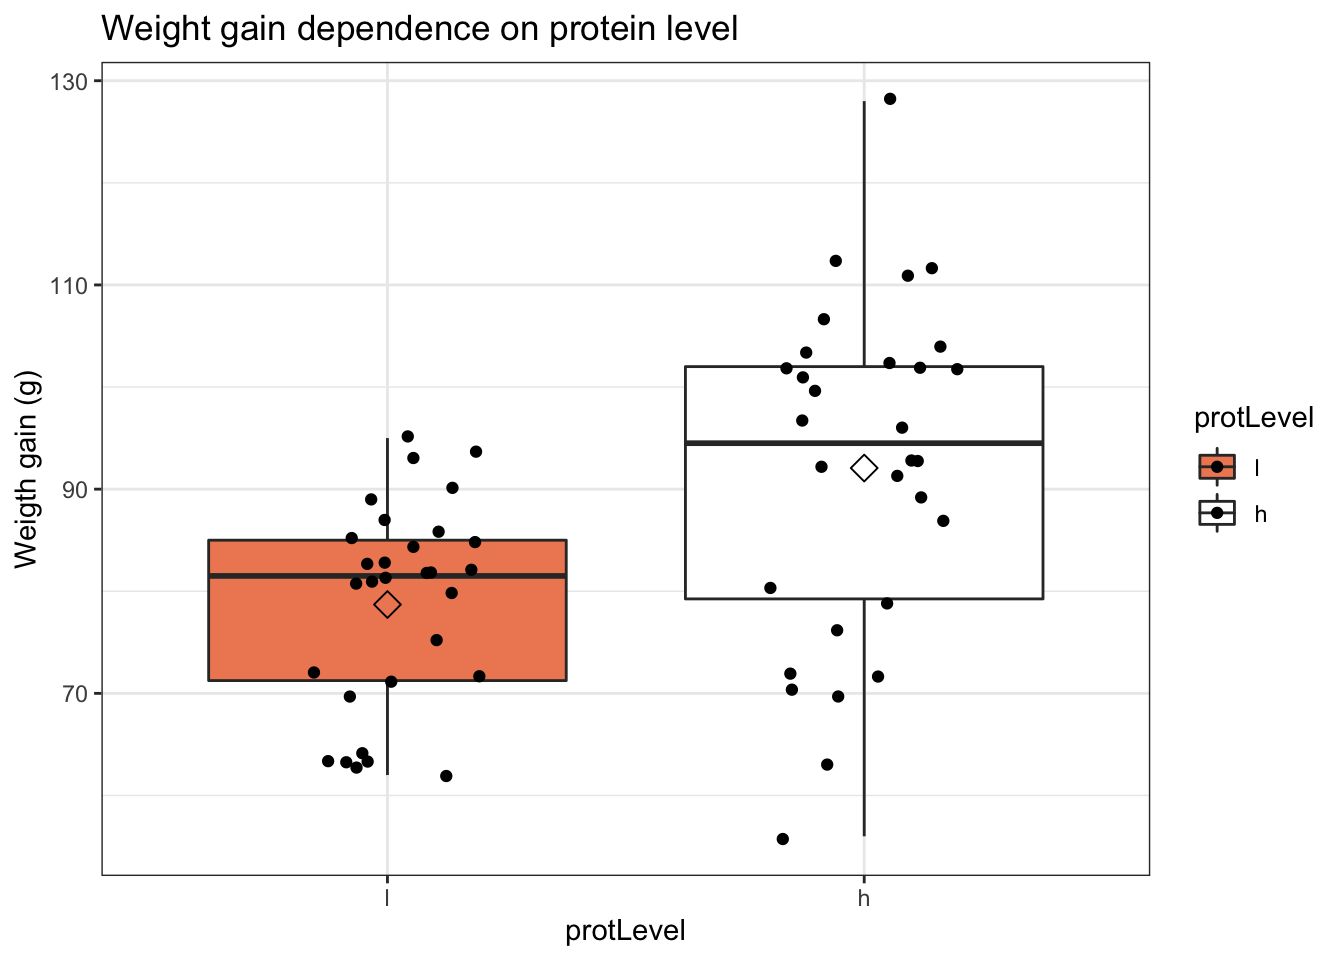 Weight gain dependence on protein level
130
110
90
70
Weigth gain (g)
l
h
protLevel
protLevel
l
h